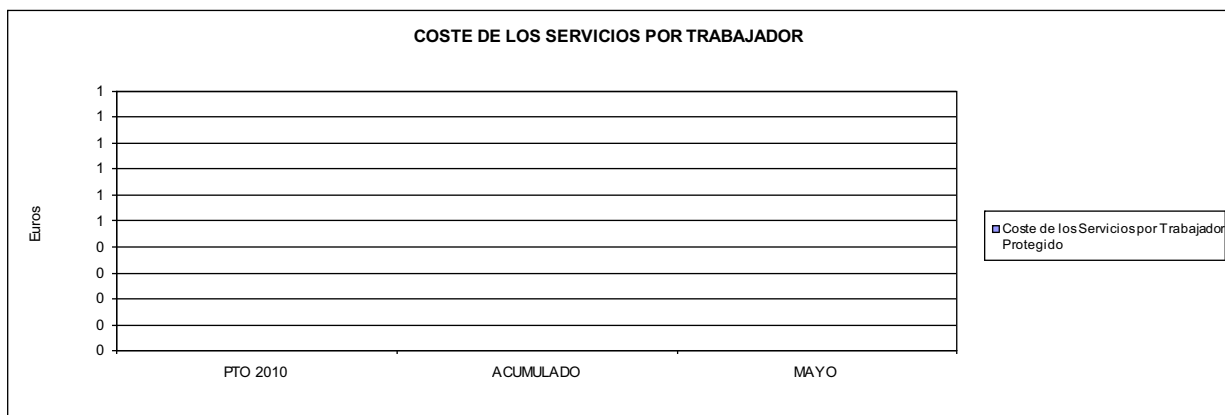 COSTE DE LOS SERVICIOS POR TRABAJADOR
1
1
1
1
1
1
0
0
0
0
0
Euros
PTO 2010
ACUMULADO
MAYO
Coste de los Servicios por Trabajador
Protegido